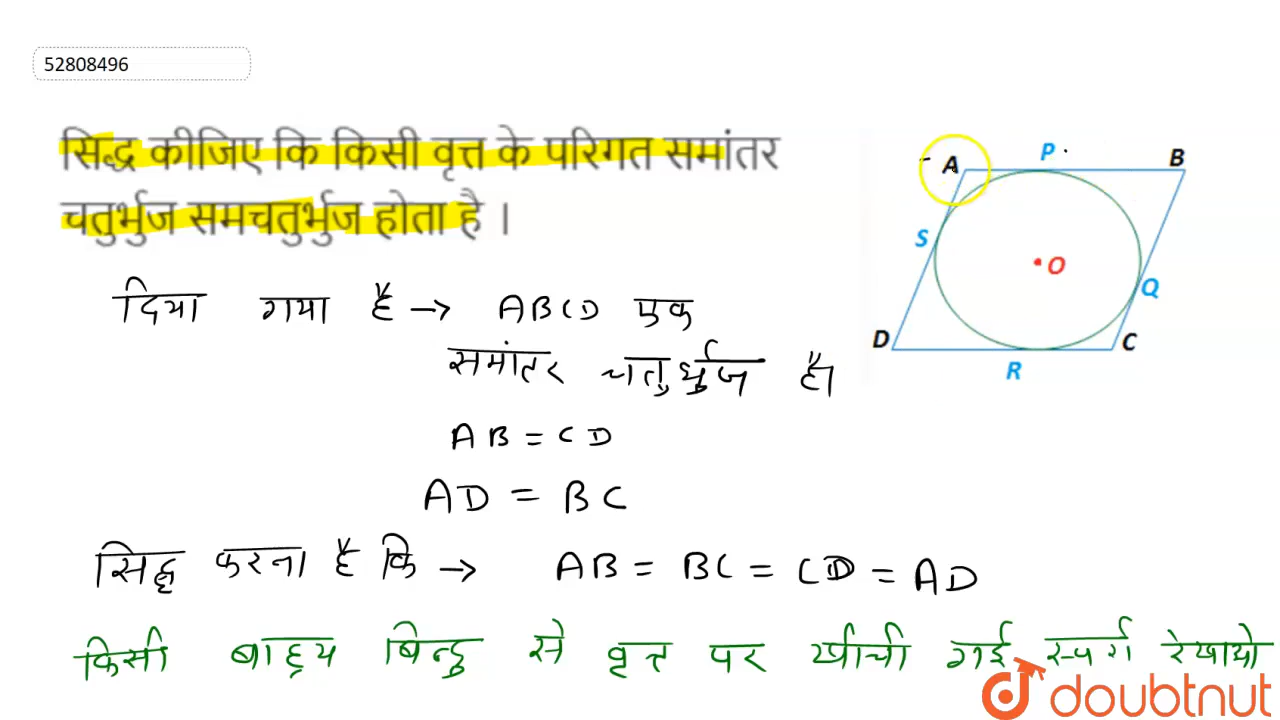 52808496
सिद्ध कीजिए कि किसी वृत्त के परिगत समांतर
चतुर्भुज समचतुर्भुज होता है ।
A P B
S O Q
D R C
दिया गया है → ABCD एक
समांतर चतुर्भुज है।
AB = CD
AD = BC
सिद्ध करना है कि → AB = BC = CD = AD
किसी बाह्य बिन्दु से वृत्त पर खींची गई स्पर्श रेखायो
doubtnut